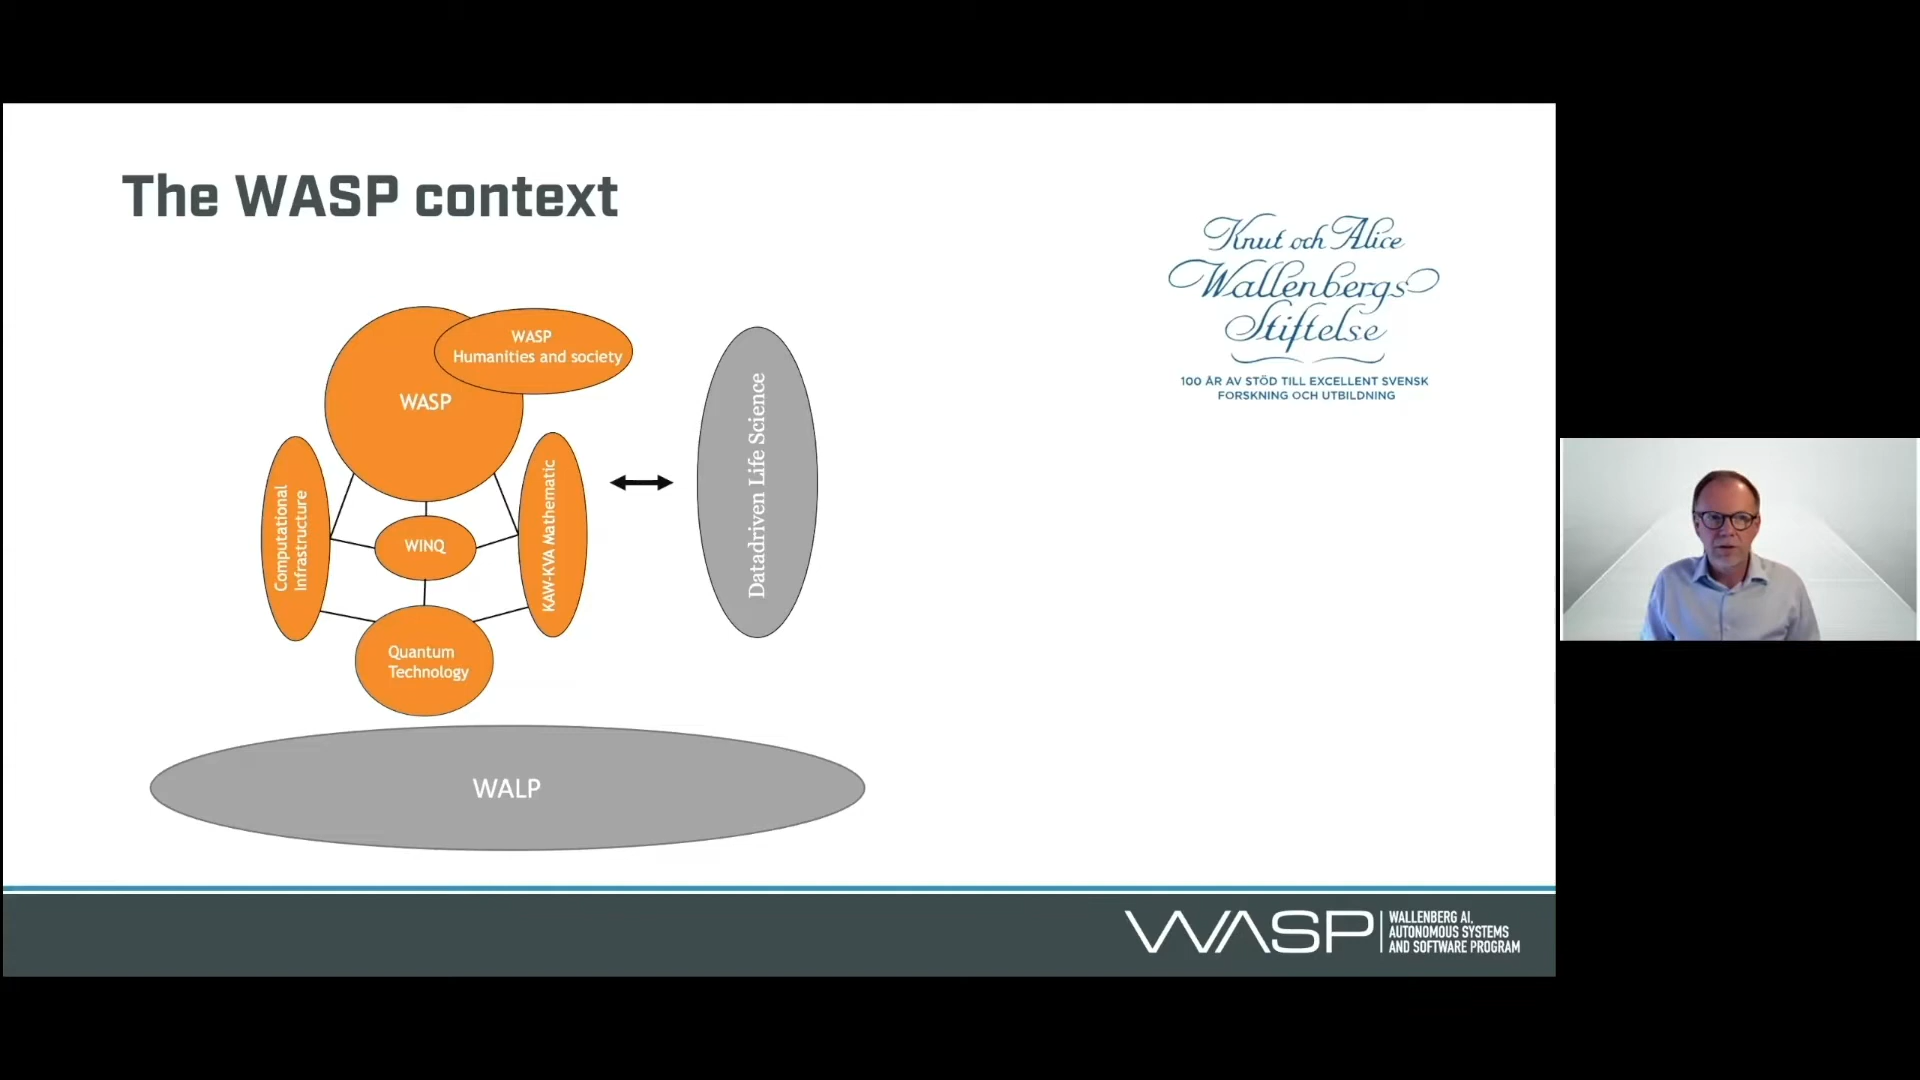 The WASP context
Knut och Alice
Wallenbergs
Stiftelse
100 ÅR AV STÖD TILL EXCELLENT SVENSK
FORSKNING OCH UTBILDNING
WASP
Humanities and society
WASP
Computational
Infrastructure
WINQ
KAW-KVA Mathematic
Datadriven Life Science
Quantum
Technology
WALP
WASP
WALLENBERG AI,
AUTONOMOUS SYSTEMS
AND SOFTWARE PROGRAM